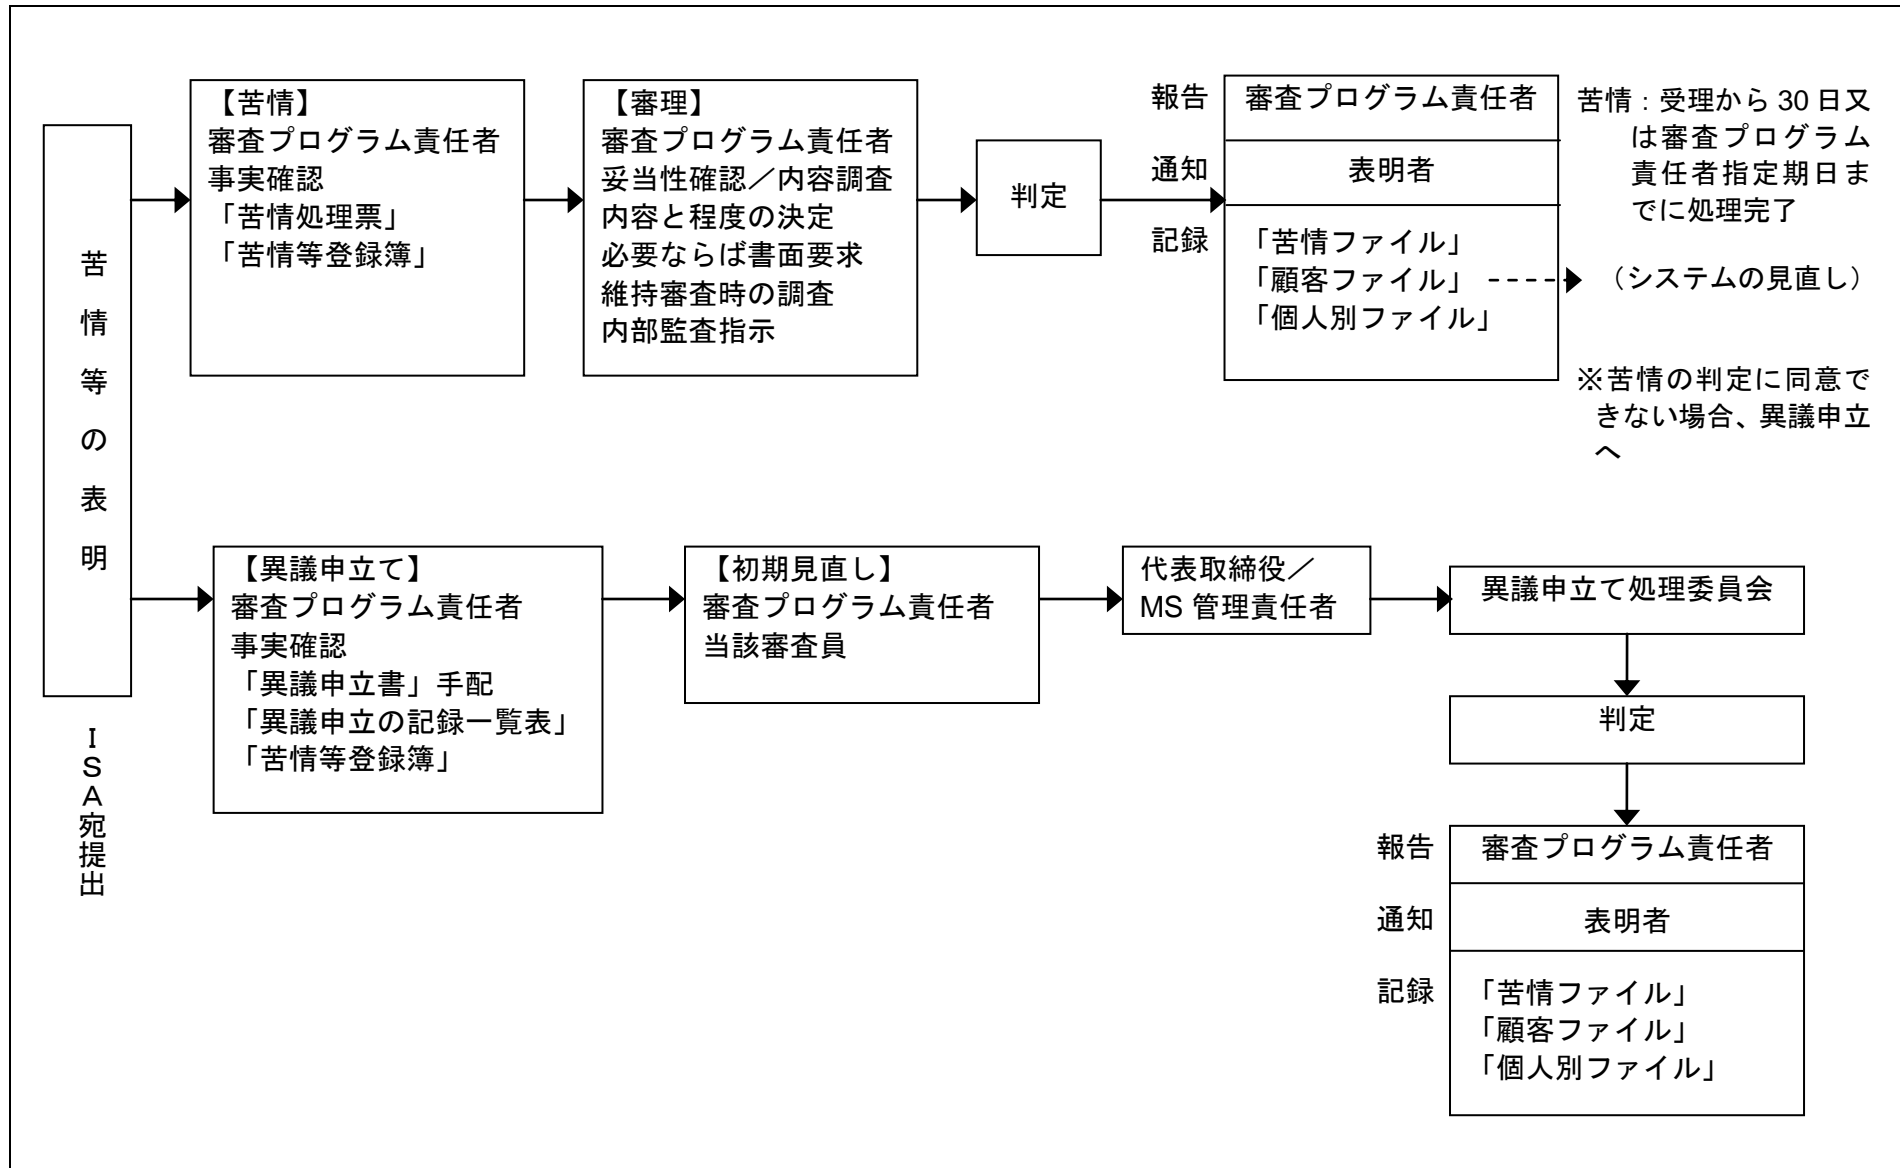 苦情等の表明
ISA宛提出
【苦情】
審査プログラム責任者
事実確認
「苦情処理票」
「苦情等登録簿」
【審理】
審査プログラム責任者
妥当性確認／内容調査
内容と程度の決定
必要ならば書面要求
維持審査時の調査
内部監査指示
判定
報告
審査プログラム責任者
通知
表明者
記録
「苦情ファイル」
「顧客ファイル」
「個人別ファイル」
苦情：受理から 30 日又
は審査プログラム
責任者指定期日ま
でに処理完了
（システムの見直し）
※苦情の判定に同意で
きない場合、異議申立
へ
【異議申立て】
審査プログラム責任者
事実確認
「異議申立書」手配
「異議申立の記録一覧表」
「苦情等登録簿」
【初期見直し】
審査プログラム責任者
当該審査員
代表取締役／
MS 管理責任者
異議申立て処理委員会
判定
報告
審査プログラム責任者
通知
表明者
記録
「苦情ファイル」
「顧客ファイル」
「個人別ファイル」